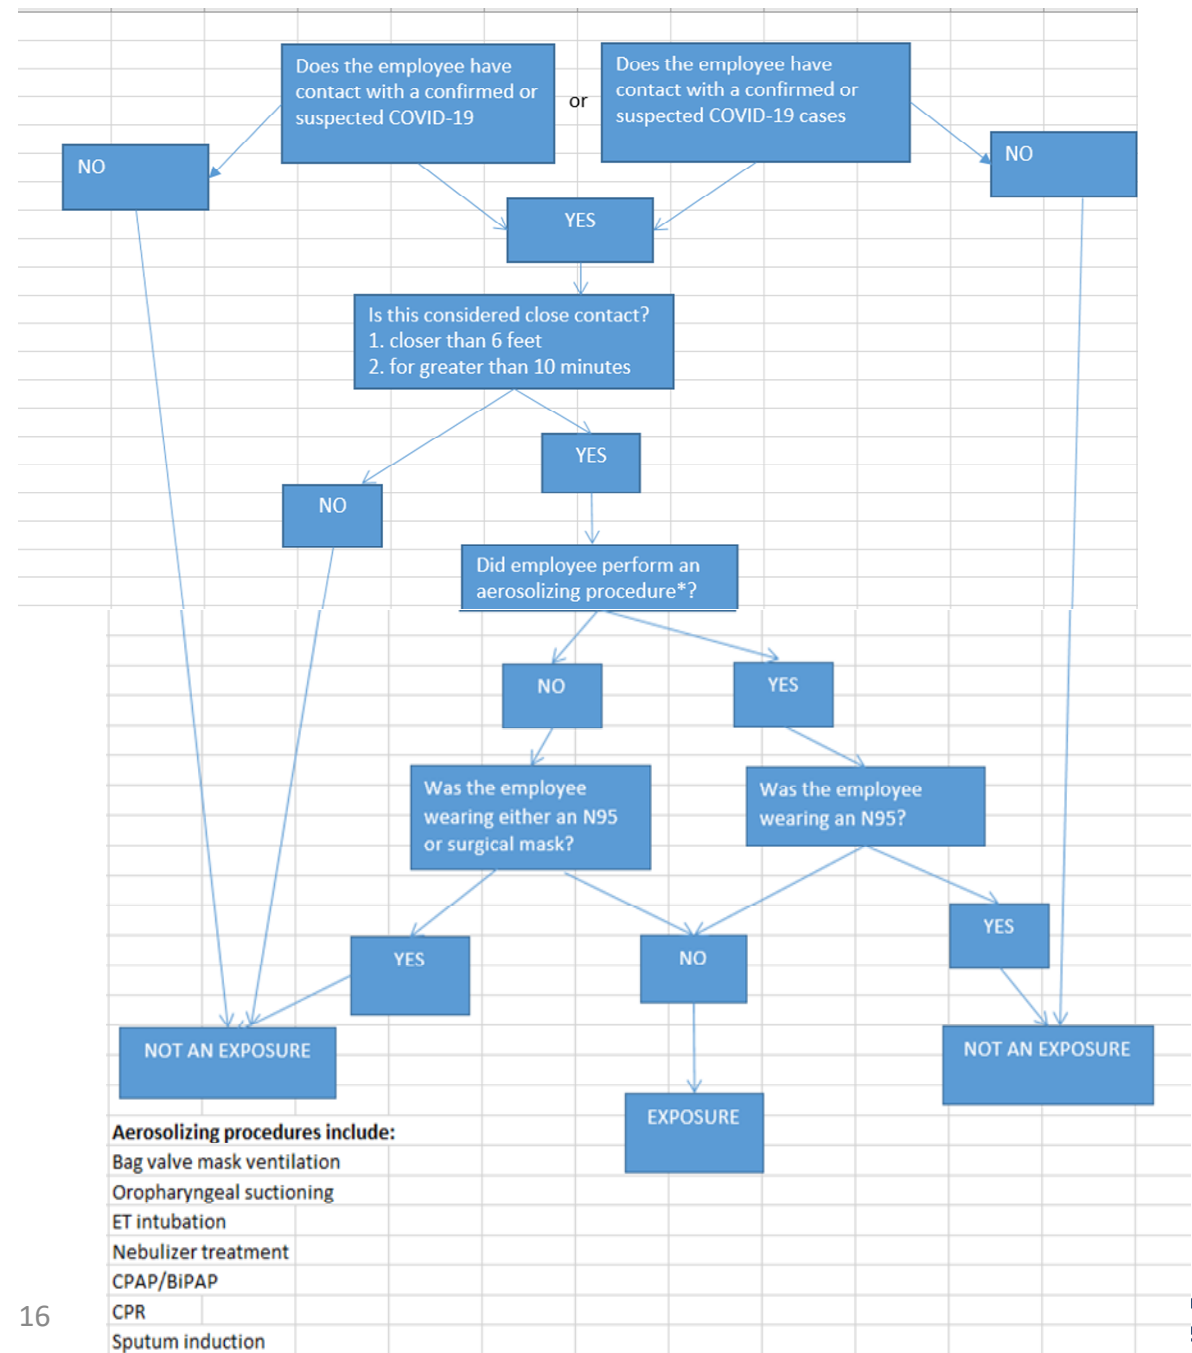 Does the employee have
contact with a confirmed or
suspected COVID-19
or
Does the employee have
contact with a confirmed or
suspected COVID-19 cases
NO
NO
YES
Is this considered close contact?
1. closer than 6 feet
2. for greater than 10 minutes
YES
NO
Did employee perform an
aerosolizing procedure*?
NO
YES
Was the employee
wearing either an N95
or surgical mask?
Was the employee
wearing an N95?
YES
NO
YES
NOT AN EXPOSURE
NOT AN EXPOSURE
EXPOSURE
Aerosolizing procedures include:
Bag valve mask ventilation
Oropharyngeal suctioning
ET intubation
Nebulizer treatment
CPAP/BiPAP
CPR
Sputum induction
16